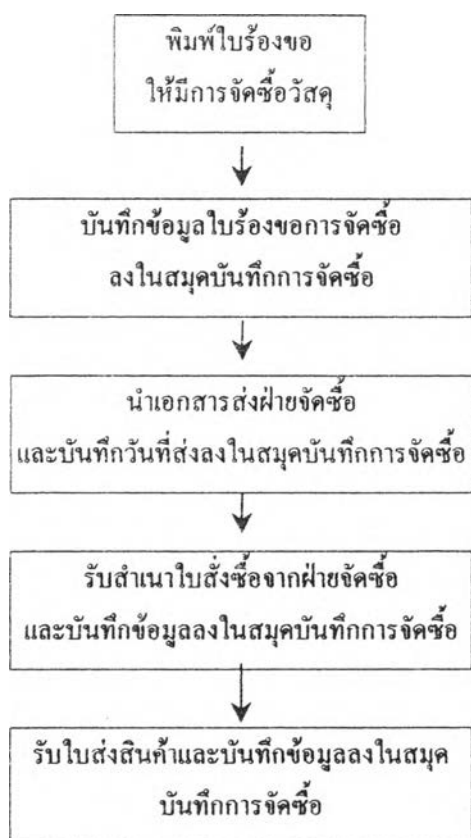 พิมพ์ใบร้องขอ
ให้มีการจัดซื้อวัสดุ
บันทึกข้อมูลใบร้องขอการจัดซื้อ
ลงในสมุดบันทึกการจัดซื้อ
นำเอกสารส่งฝ่ายจัดซื้อ
และบันทึกวันที่ส่งลงในสมุดบันทึกการจัดซื้อ
รับสำเนาใบสั่งซื้อจากฝ่ายจัดซื้อ
และบันทึกข้อมูลลงในสมุดบันทึกการจัดซื้อ
รับใบส่งสินค้าและบันทึกข้อมูลลงในสมุด
บันทึกการจัดซื้อ